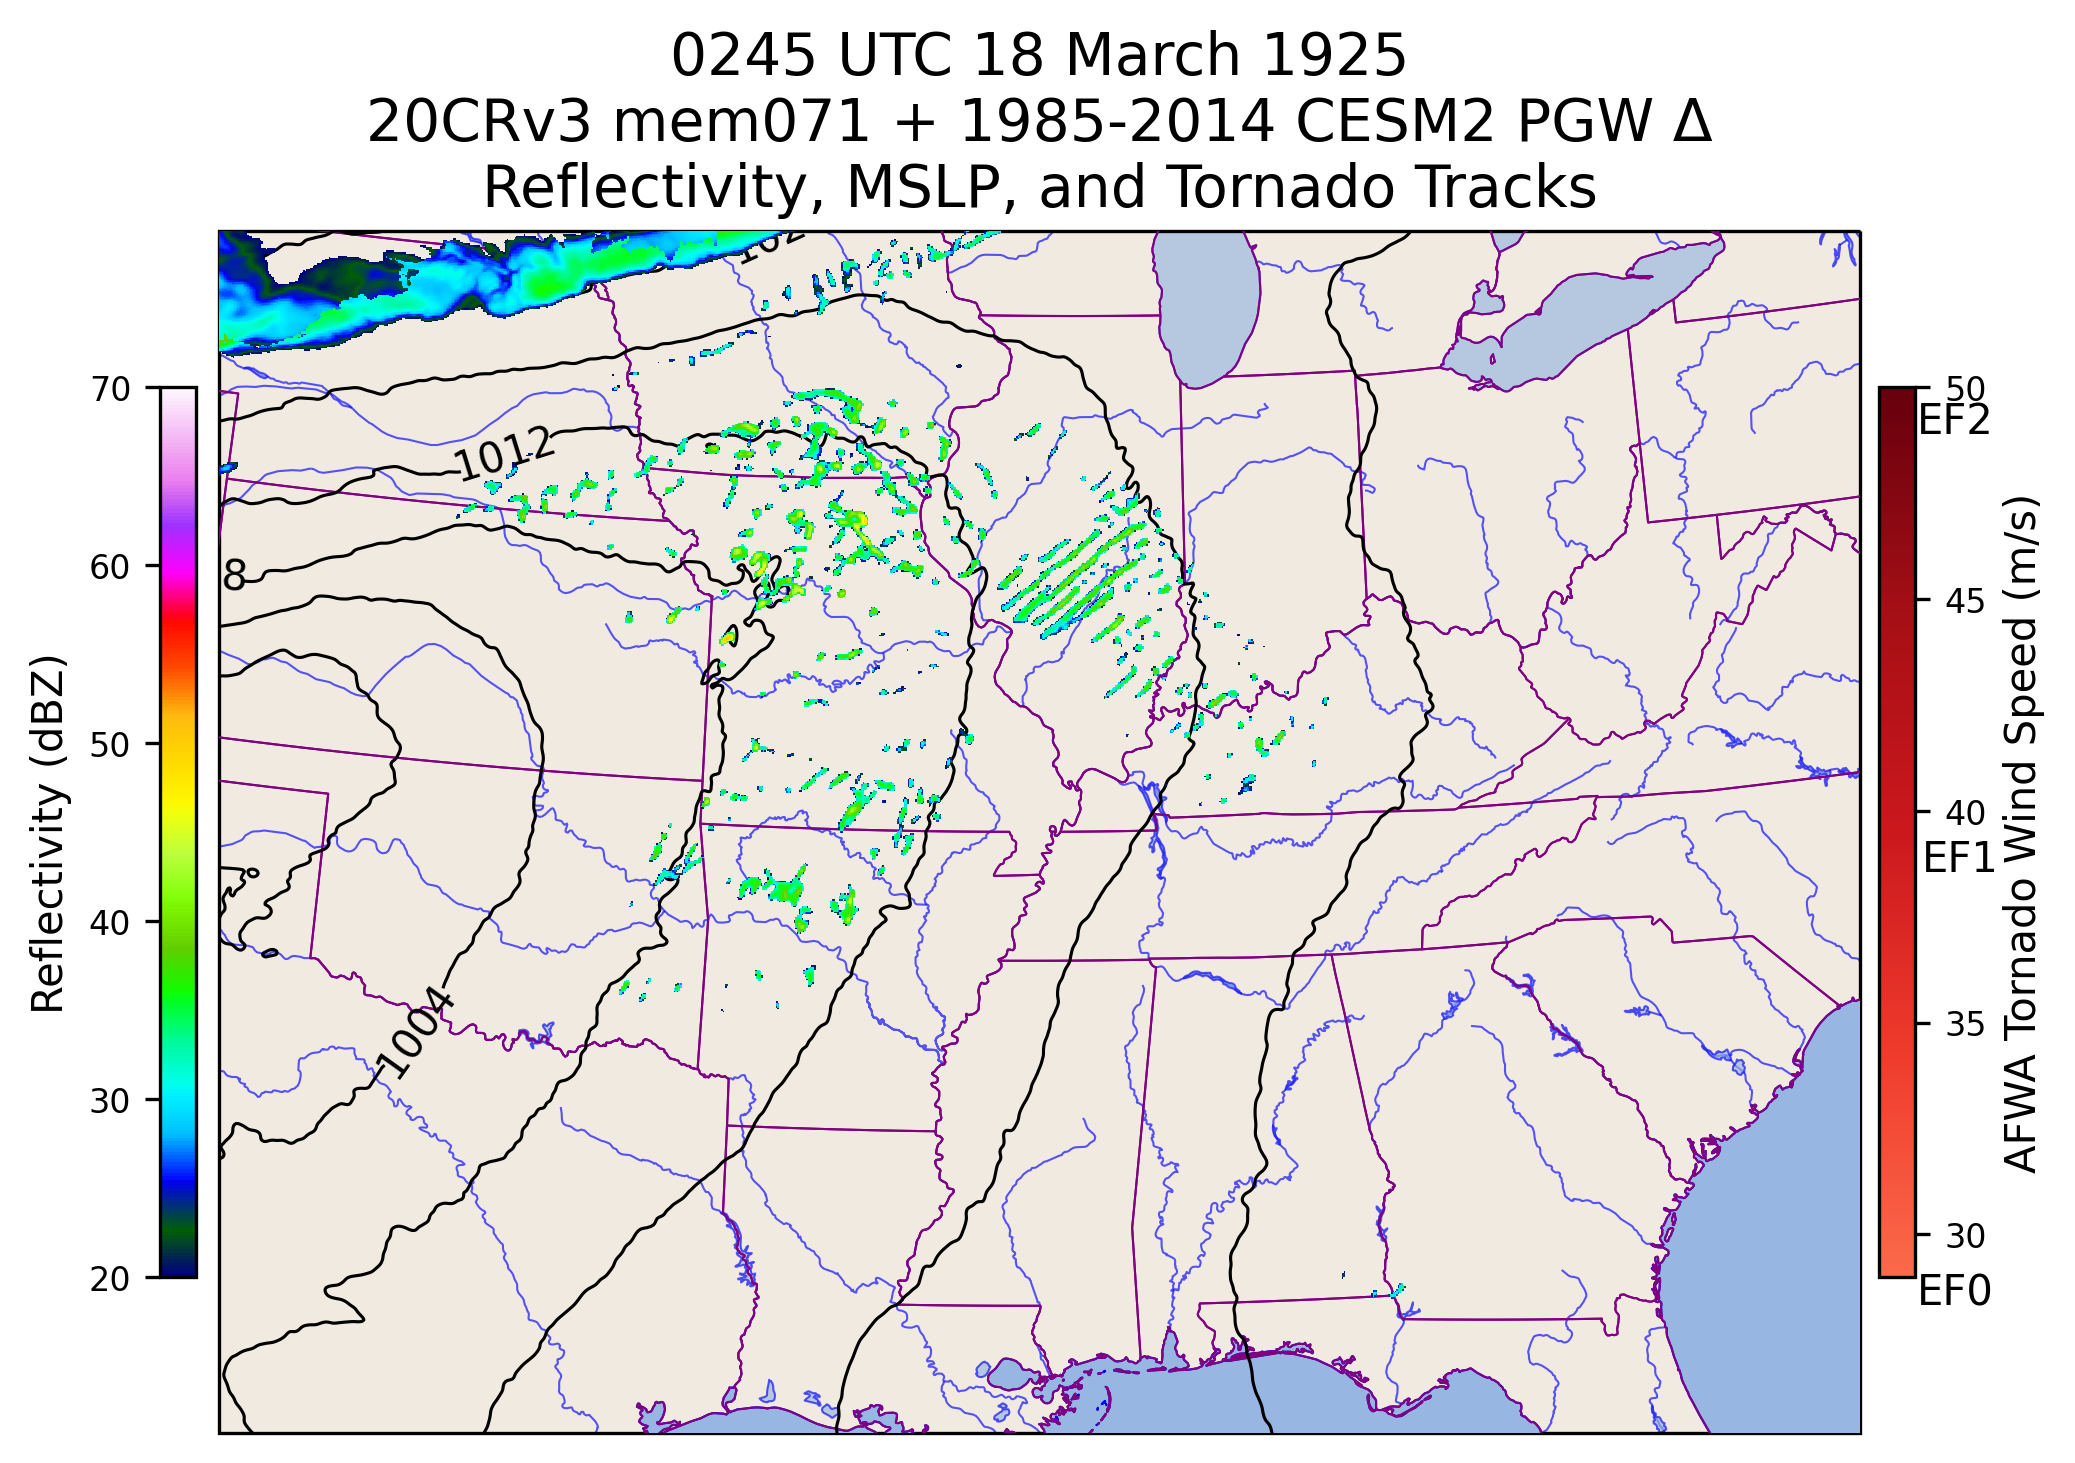 0245 UTC 18 March 1925
20CRv3 mem071 + 1985-2014 CESM2 PGW Δ
Reflectivity, MSLP, and Tornado Tracks
1012
8
1004
70
60
50
40
30
20
Reflectivity (dBZ)
50
EF2
45
40
EF1
35
30
EF0
AFWA Tornado Wind Speed (m/s)